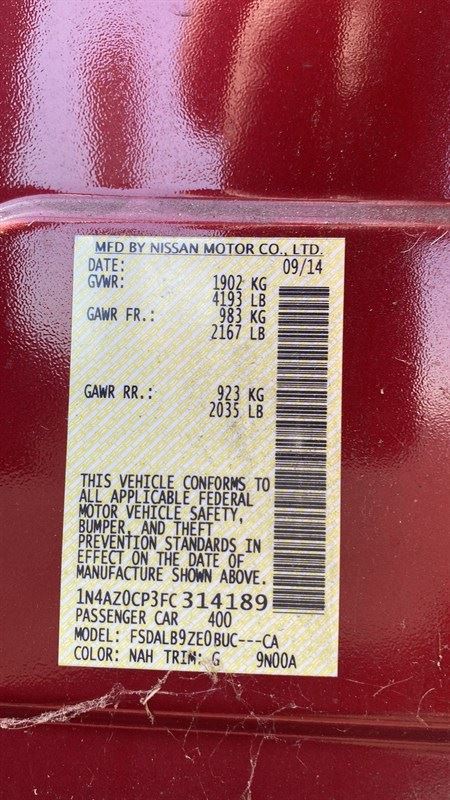 MFD BY NISSAN MOTOR CO., LTD.
DATE: 09/14
GVWR: 1902 KG
4193 LB
GAWR FR.: 983 KG
2167 LB
GAWR RR.: 923 KG
2035 LB
THIS VEHICLE CONFORMS TO
ALL APPLICABLE FEDERAL
MOTOR VEHICLE SAFETY,
BUMPER, AND THEFT
PREVENTION STANDARDS IN
EFFECT ON THE DATE OF
MANUFACTURE SHOWN ABOVE.
1N4AZ0CP3FC314189
PASSENGER CAR 400
MODEL: FSDALB9ZE0BUC---CA
COLOR: NAH TRIM: G 9N00A